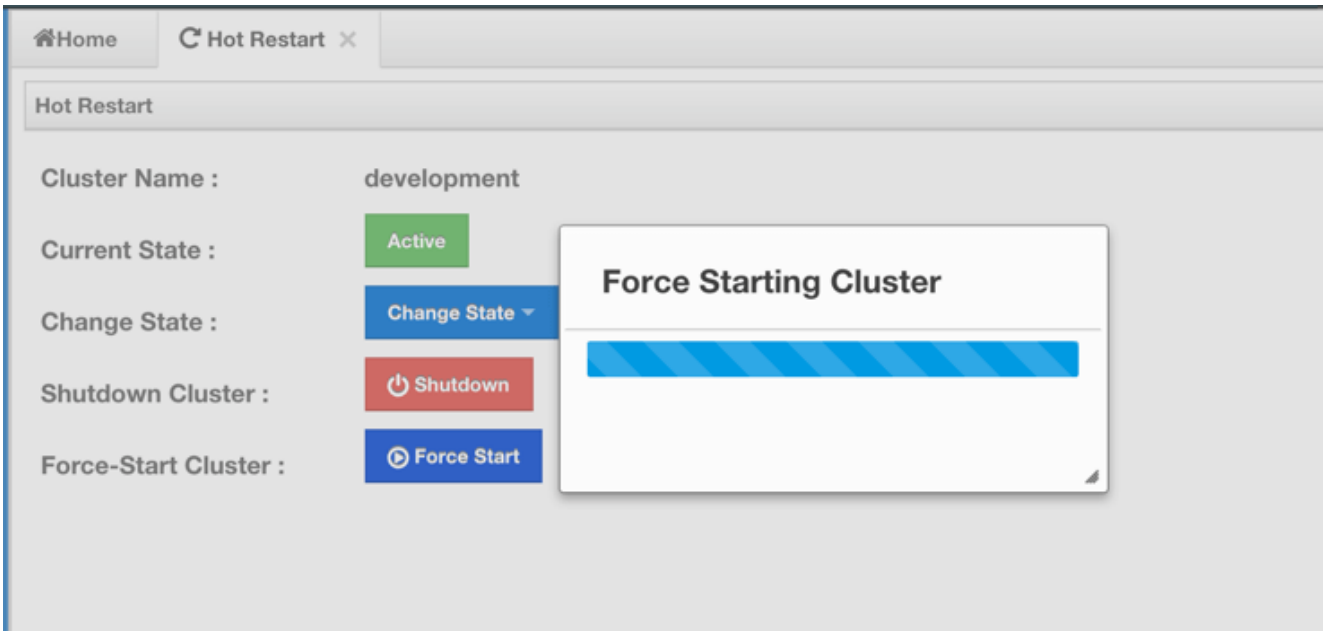 Home
Hot Restart
Hot Restart
Cluster Name : development
Current State : Active
Change State : Change State
Shutdown Cluster : Shutdown
Force-Start Cluster : Force Start
Force Starting Cluster